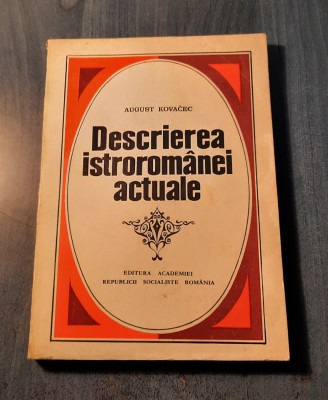 AUGUST KOVAČEC
Descrierea
istroromânei
actuale
EDITURA ACADEMIEI
REPUBLICII SOCIALISTE ROMÂNIA